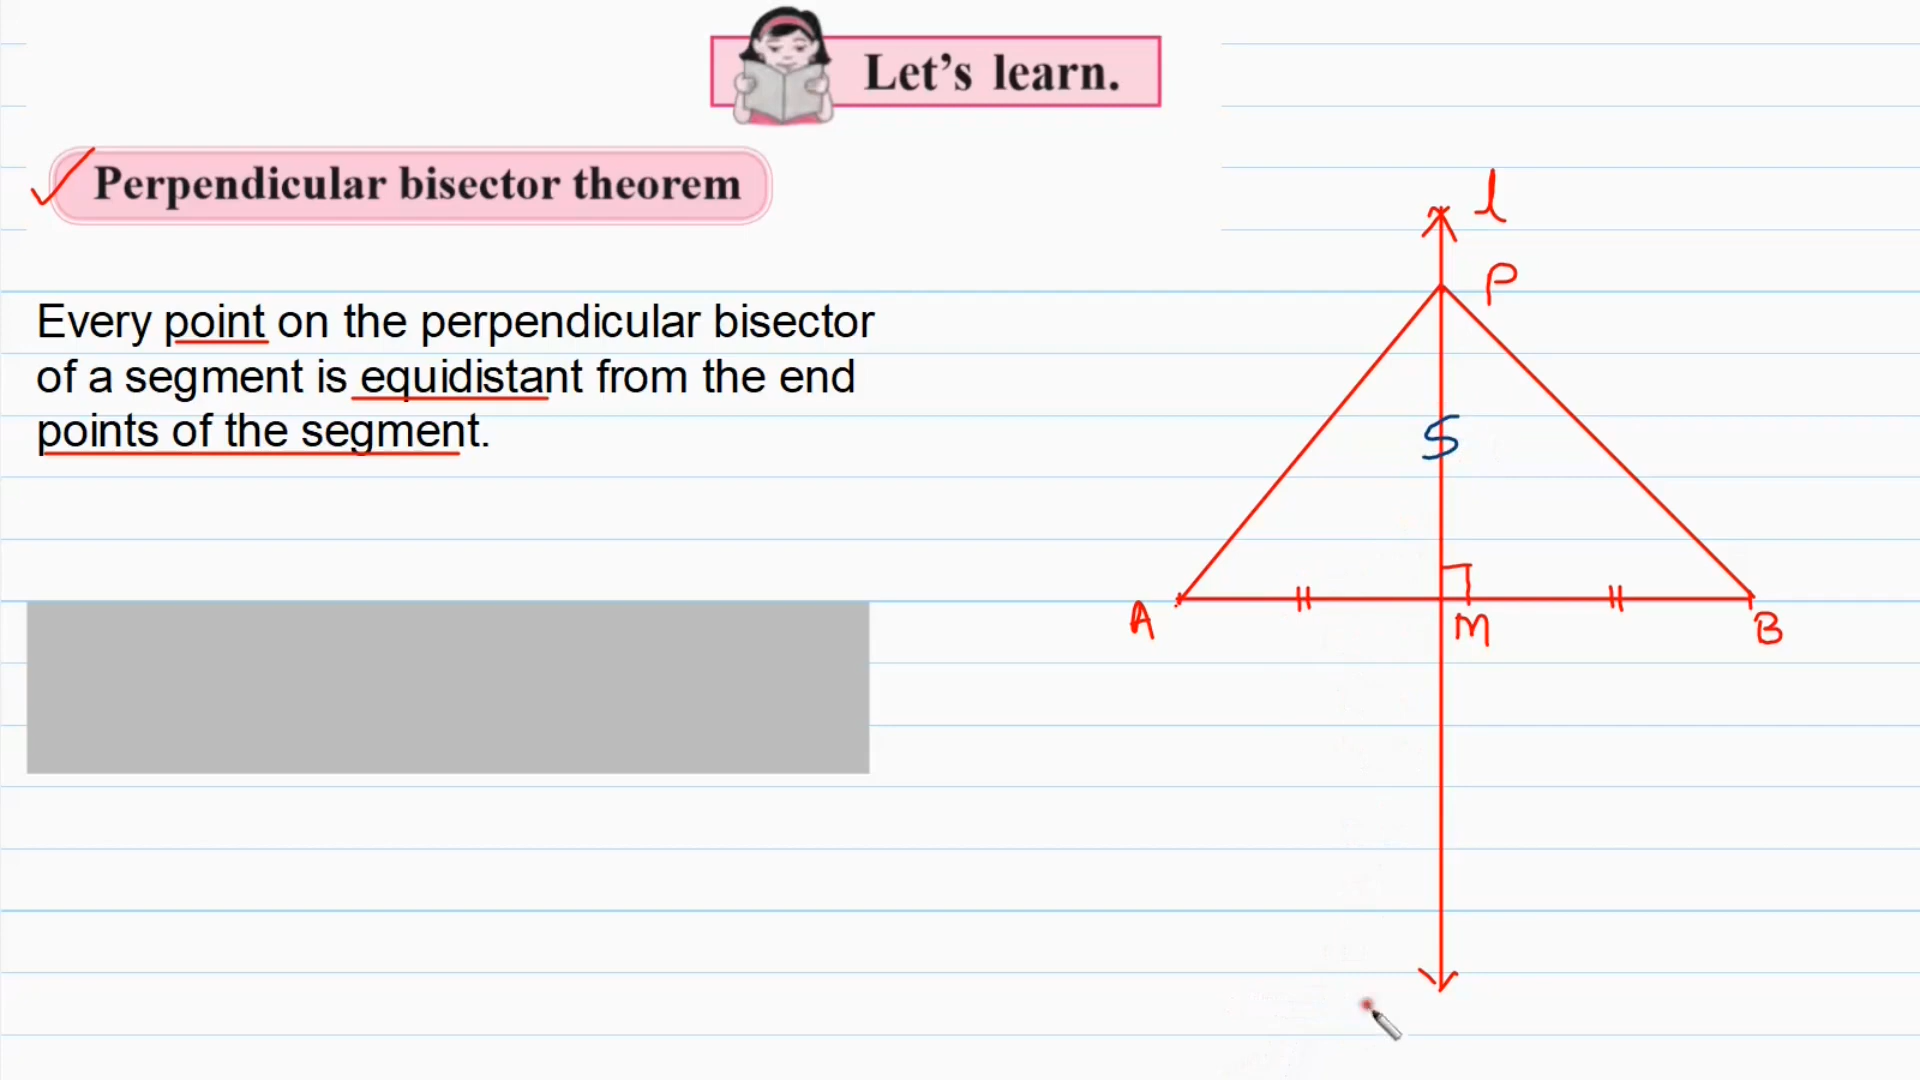 Let's learn.
Perpendicular bisector theorem
Every point on the perpendicular bisector
of a segment is equidistant from the end
points of the segment.
l
P
S
A
M
B